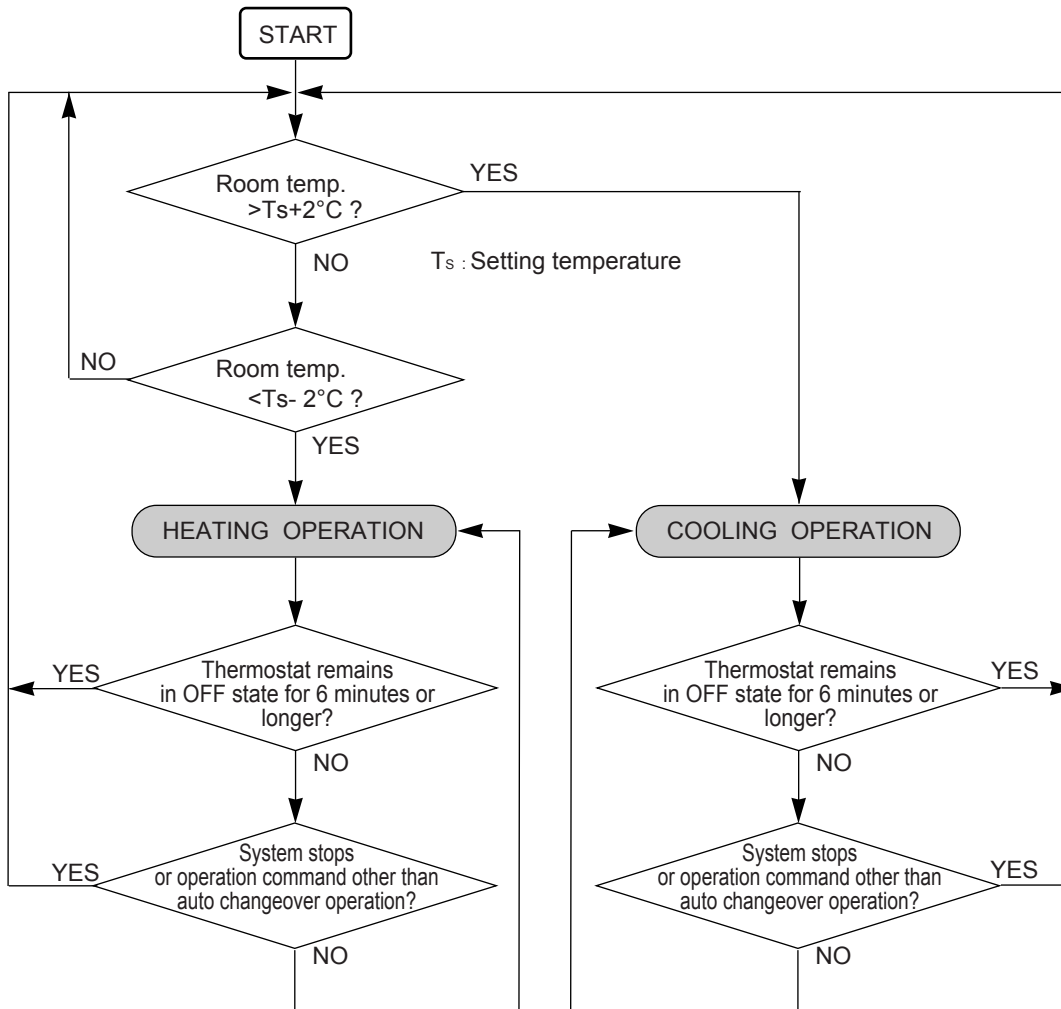 START
Room temp.
>Ts+2°C ?
YES
NO
Ts : Setting temperature
Room temp.
<Ts- 2°C ?
NO
YES
HEATING OPERATION
COOLING OPERATION
Thermostat remains
in OFF state for 6 minutes or
longer?
YES
NO
Thermostat remains
in OFF state for 6 minutes or
longer?
YES
NO
System stops
or operation command other than
auto changeover operation?
YES
NO
System stops
or operation command other than
auto changeover operation?
YES
NO